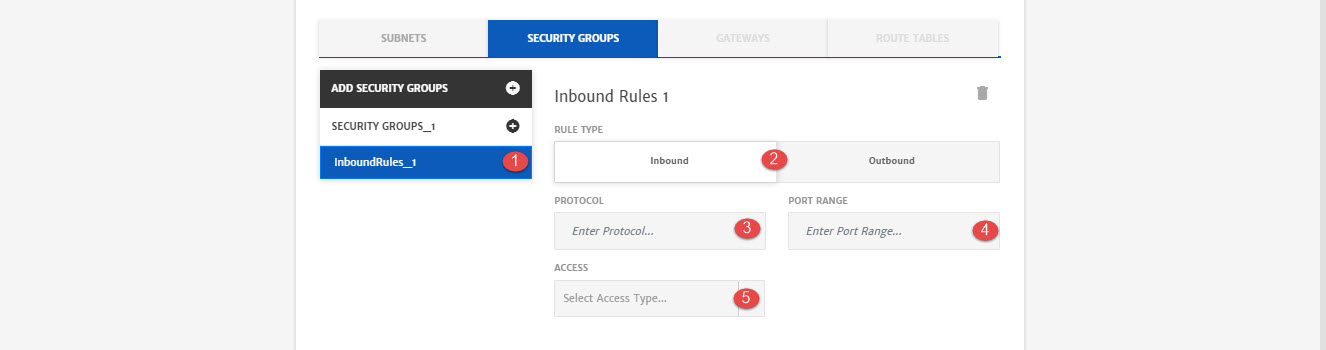 SUBNETS
SECURITY GROUPS
GATEWAYS
ROUTE TABLES
ADD SECURITY GROUPS
SECURITY GROUPS_1
InboundRules_1
1
Inbound Rules 1
RULE TYPE
Inbound
2
Outbound
PROTOCOL
PORT RANGE
Enter Protocol...
3
Enter Port Range...
4
ACCESS
Select Access Type...
5